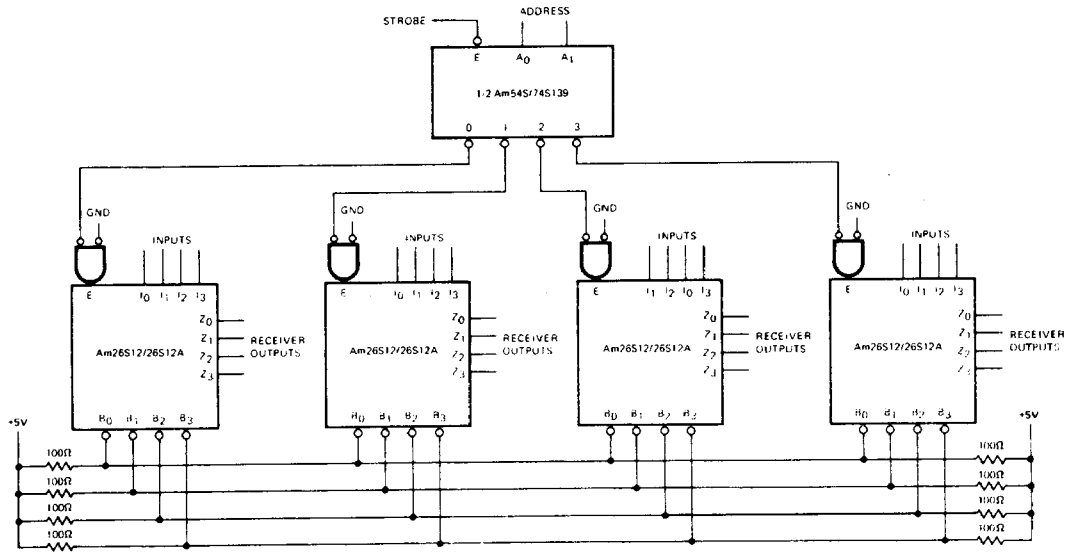 STROBE
ADDRESS
E A0 A1
1/2 Am54S/74S139
0 1 2 3
GND GND GND GND
INPUTS INPUTS INPUTS INPUTS
E I0 I1 I2 I3
E I0 I1 I2 I3
E I1 I2 I0 I3
E I0 I1 I2 I3
Z0 Z0 Z0 Z0
Z1 Z1 Z1 Z1
Z2 Z2 Z2 Z2
Z3 Z3 Z3 Z3
RECEIVER OUTPUTS
RECEIVER OUTPUTS
RECEIVER OUTPUTS
RECEIVER OUTPUTS
Am26S12/26S12A Am26S12/26S12A Am26S12/26S12A Am26S12/26S12A
B0 B1 B2 B3
B0 B1 B2 B3
B0 B1 B2 B3
B0 B1 B2 B3
+5V +5V
100Ω 100Ω
100Ω 100Ω
100Ω 100Ω
100Ω 100Ω